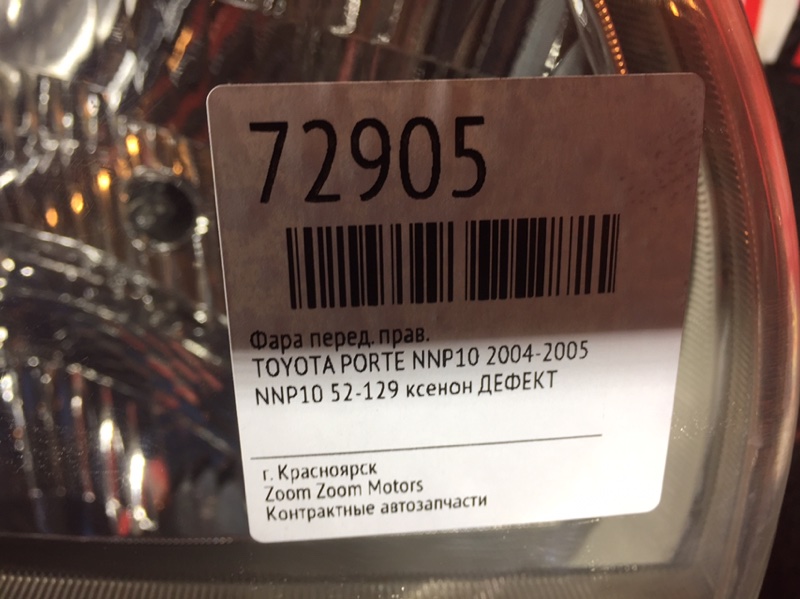 72905
Фара перед. прав.
TOYOTA PORTE NNP10 2004-2005
NNP10 52-129 ксенон ДЕФЕКТ
г. Красноярск
Zoom Zoom Motors
Контрактные автозапчасти